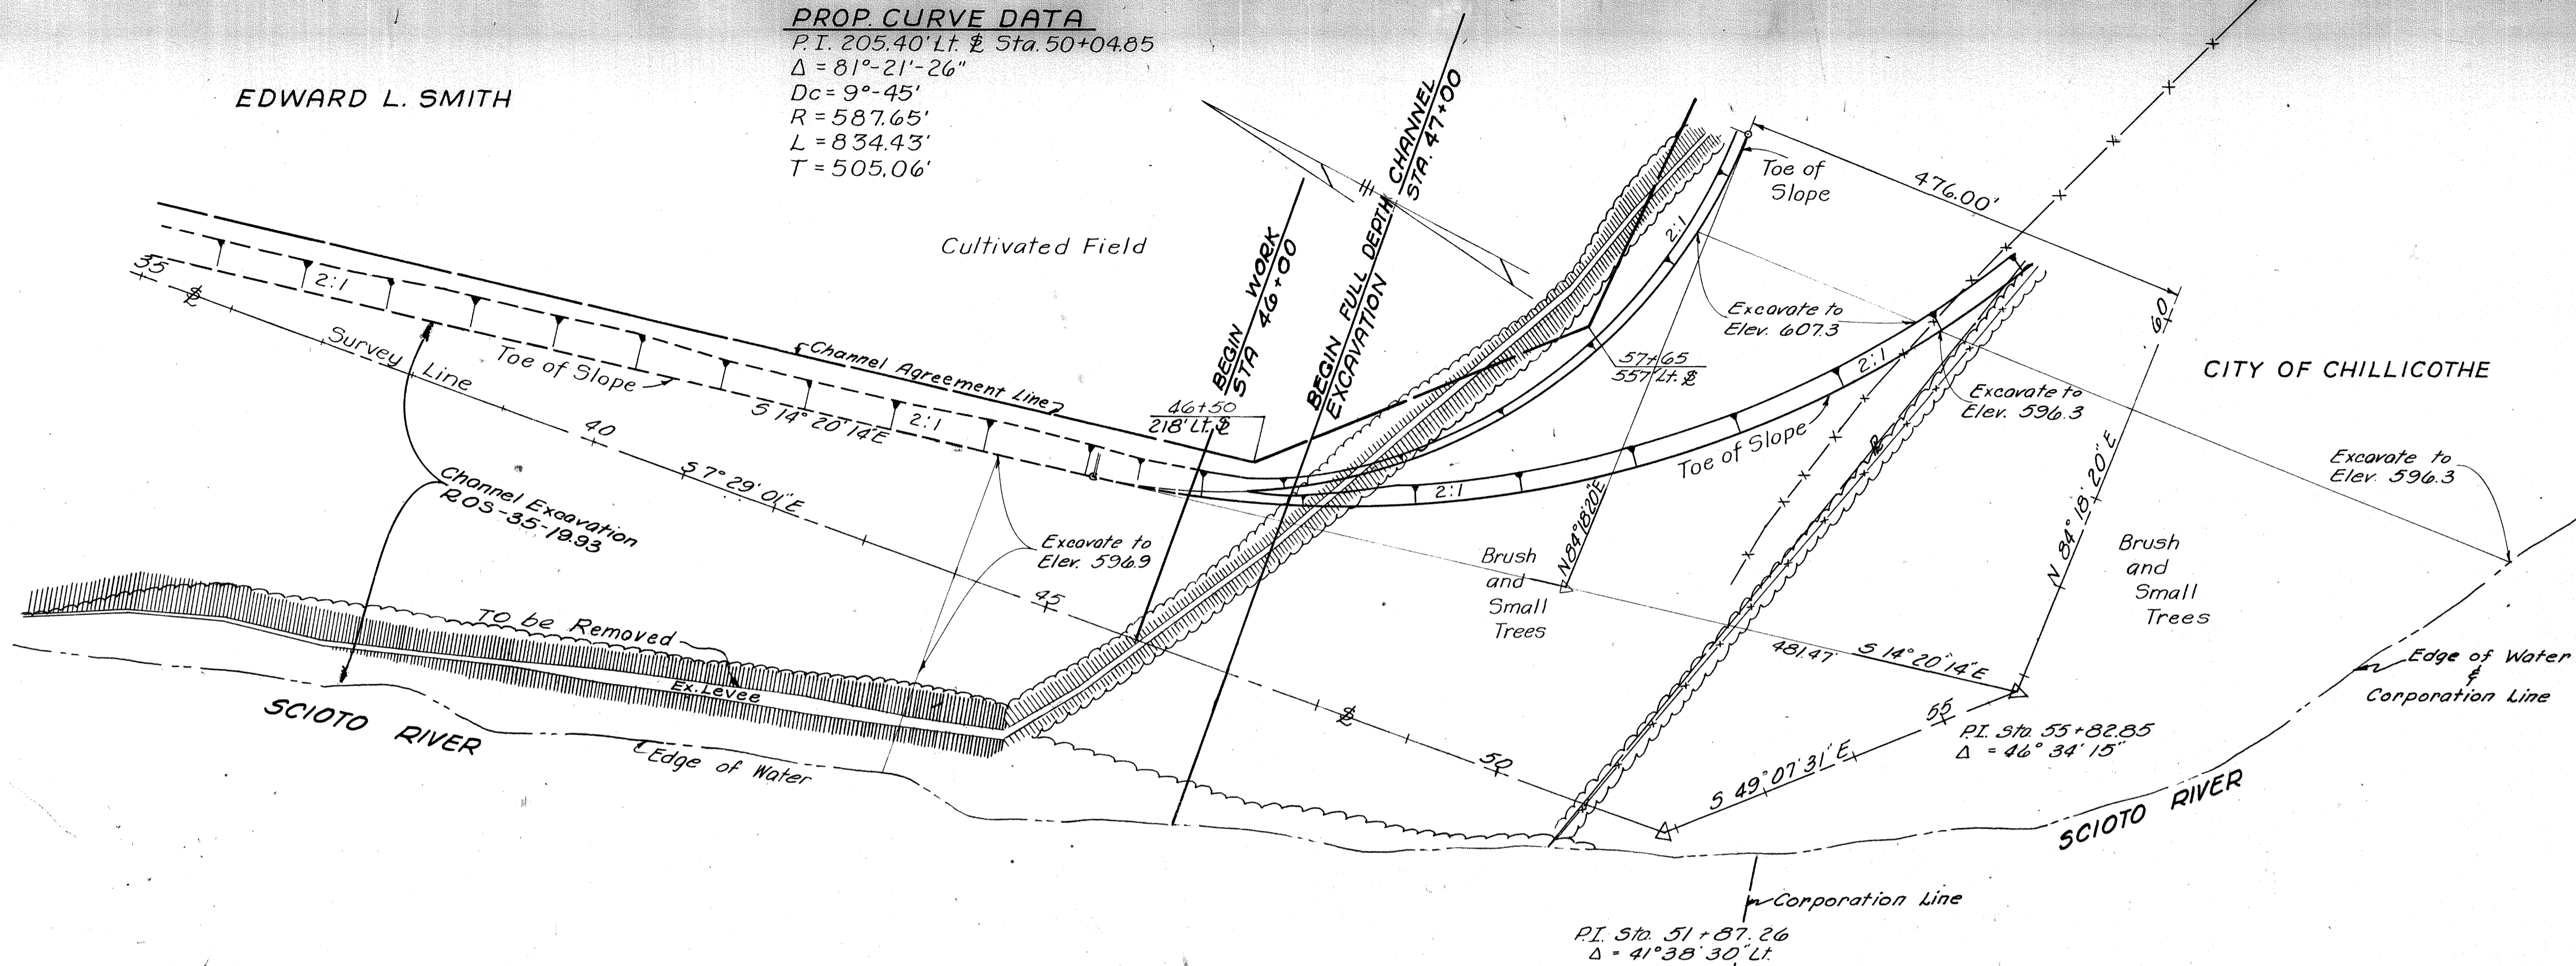 PROP. CURVE DATA
P.I. 205.40' Lt. ℄ Sta. 50+04.85
Δ = 81°-21'-26"
Dc = 9°-45'
R = 587.65'
L = 834.43'
T = 505.06'
EDWARD L. SMITH
Cultivated Field
BEGIN WORK
STA 46+00
BEGIN FULL DEPTH CHANNEL
EXCAVATION STA. 47+00
Toe of
Slope
476.00'
2:1
Excavate to
Elev. 607.3
57+65
557' Lt. ℄
2:1
Excavate to
Elev. 596.3
60
CITY OF CHILLICOTHE
35
℄
2:1
Survey Line
Toe of Slope
Channel Agreement Line
S 14° 20' 14" E
2:1
46+50
218' Lt. ℄
40
S 7° 29' 01" E
Channel Excavation
ROS-35-19.93
Excavate to
Elev. 596.9
2:1
Toe of Slope
N 84° 18' 20" E
Brush
and
Small
Trees
N 84° 18' 20" E
Brush
and
Small
Trees
Excavate to
Elev. 596.3
45
To be Removed
Ex. Levee
SCIOTO RIVER
Edge of Water
℄
50
481.47'
S 14° 20' 14" E
55
S 49° 07' 31" E
P.I. Sta. 55+82.85
Δ = 46° 34' 15"
Edge of Water
&
Corporation Line
SCIOTO RIVER
Corporation Line
P.I. Sta. 51+87.26
Δ = 41° 38' 30" Lt.